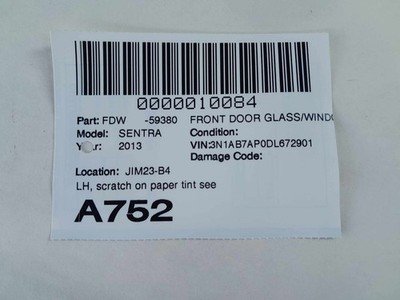 0000010084
Part: FDW -59380 FRONT DOOR GLASS/WINDO
Model: SENTRA Condition:
Year: 2013 VIN:3N1AB7AP0DL672901
Damage Code:
Location: JIM23-B4
LH, scratch on paper tint see
A752